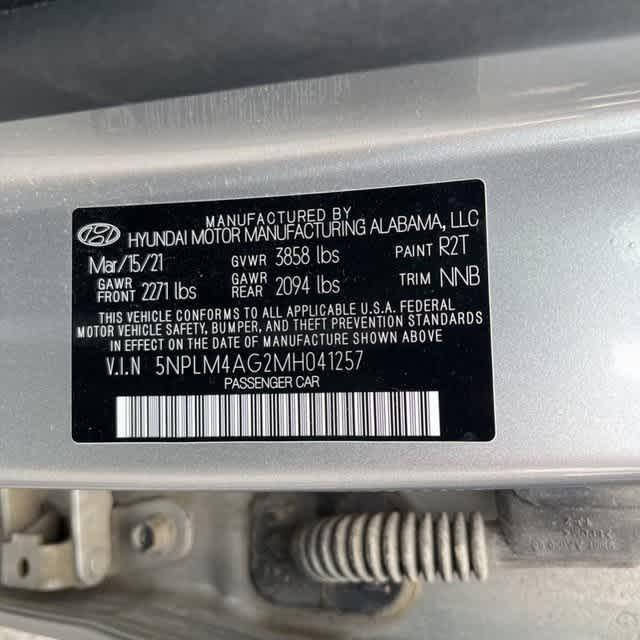 MANUFACTURED BY
HYUNDAI MOTOR MANUFACTURING ALABAMA, LLC
Mar/15/21 GVWR 3858 lbs PAINT R2T
GAWR FRONT 2271 lbs GAWR REAR 2094 lbs TRIM NNB
THIS VEHICLE CONFORMS TO ALL APPLICABLE U.S.A. FEDERAL
MOTOR VEHICLE SAFETY, BUMPER, AND THEFT PREVENTION STANDARDS
IN EFFECT ON THE DATE OF MANUFACTURE SHOWN ABOVE.
V.I.N 5NPLM4AG2MH041257
PASSENGER CAR